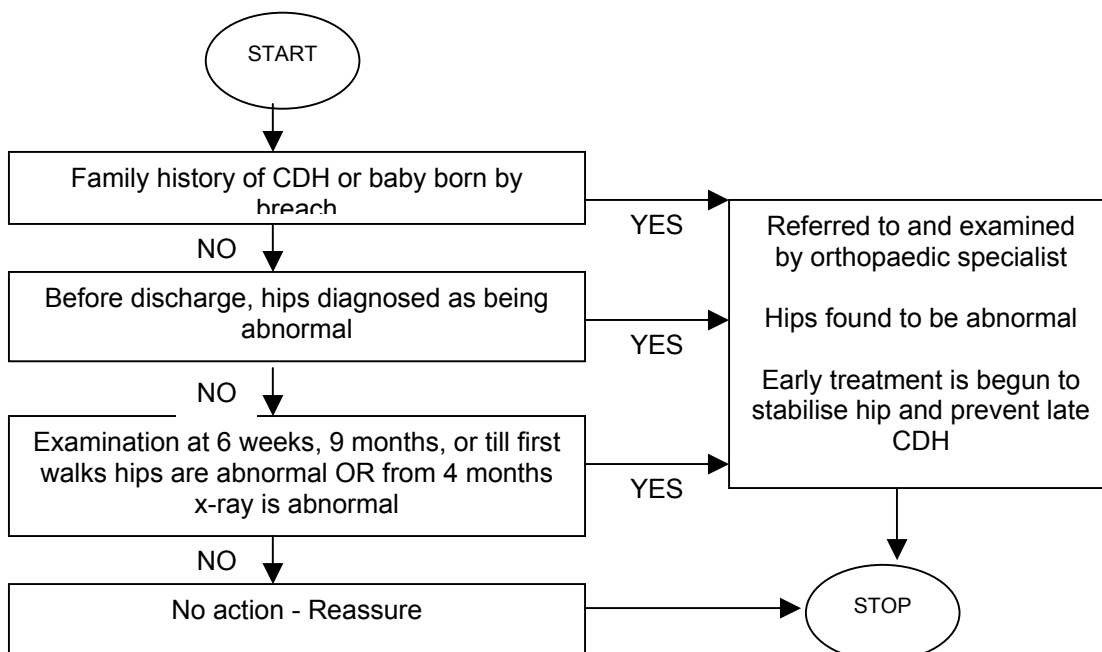 START
Family history of CDH or baby born by
breach
YES
NO
Before discharge, hips diagnosed as being
abnormal
YES
NO
Examination at 6 weeks, 9 months, or till first
walks hips are abnormal OR from 4 months
x-ray is abnormal
YES
NO
No action - Reassure
Referred to and examined
by orthopaedic specialist
Hips found to be abnormal
Early treatment is begun to
stabilise hip and prevent late
CDH
STOP